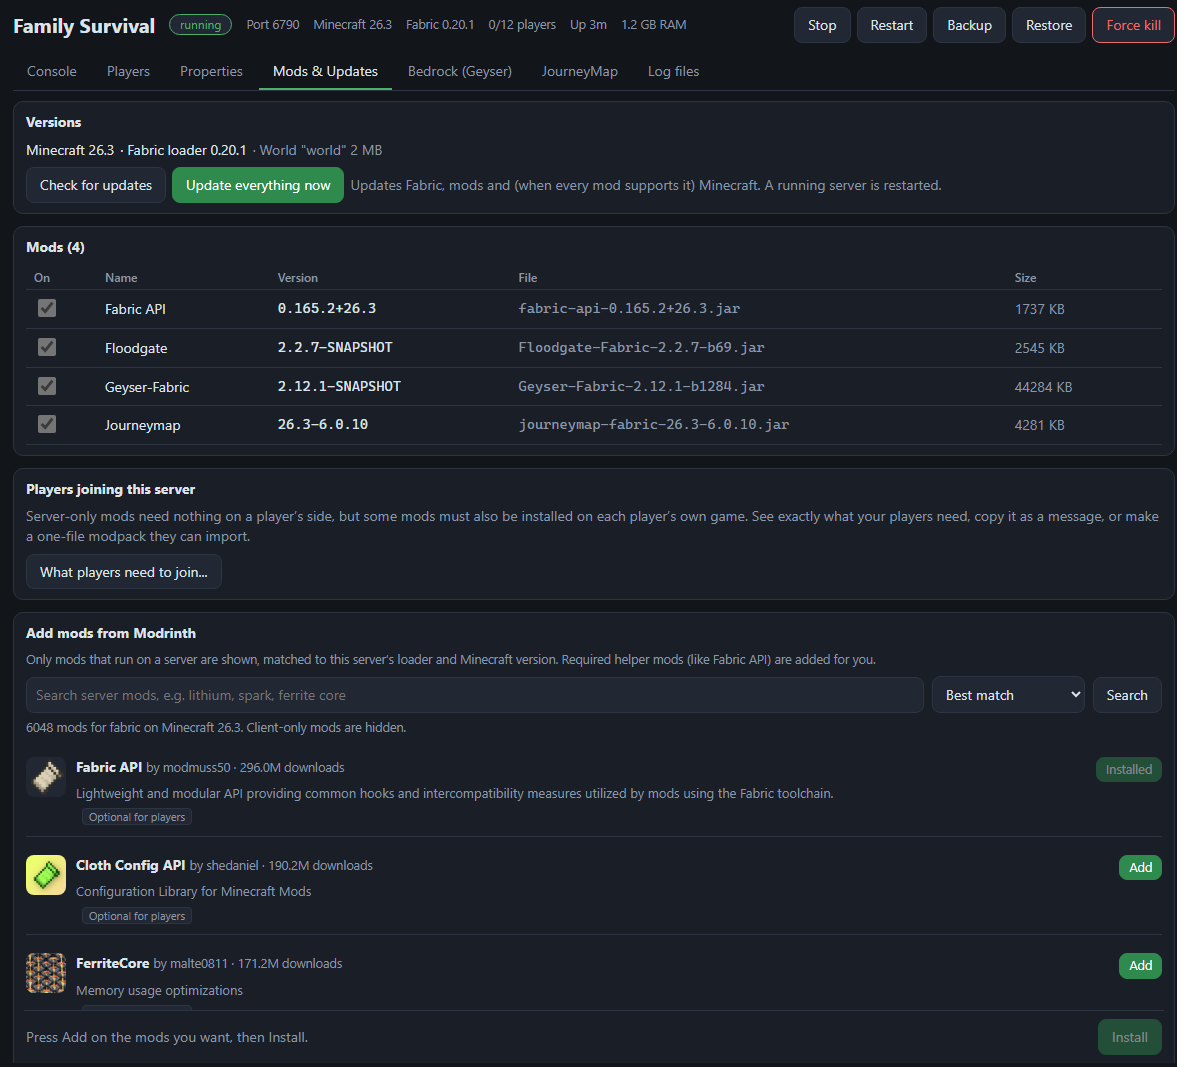 Family Survival running Port 6790 Minecraft 26.3 Fabric 0.20.1 0/12 players Up 3m 1.2 GB RAM Stop Restart Backup Restore Force kill
Console Players Properties Mods & Updates Bedrock (Geyser) JourneyMap Log files
Versions
Minecraft 26.3 · Fabric loader 0.20.1 · World "world" 2 MB
Check for updates Update everything now Updates Fabric, mods and (when every mod supports it) Minecraft. A running server is restarted.
Mods (4)
On Name Version File Size
Fabric API 0.165.2+26.3 fabric-api-0.165.2+26.3.jar 1737 KB
Floodgate 2.2.7-SNAPSHOT Floodgate-Fabric-2.2.7-b69.jar 2545 KB
Geyser-Fabric 2.12.1-SNAPSHOT Geyser-Fabric-2.12.1-b1284.jar 44284 KB
Journeymap 26.3-6.0.10 journeymap-fabric-26.3-6.0.10.jar 4281 KB
Players joining this server
Server-only mods need nothing on a player's side, but some mods must also be installed on each player's own game. See exactly what your players need, copy it as a message, or make
a one-file modpack they can import.
What players need to join...
Add mods from Modrinth
Only mods that run on a server are shown, matched to this server's loader and Minecraft version. Required helper mods (like Fabric API) are added for you.
Search server mods, e.g. lithium, spark, ferrite core Best match Search
6048 mods for fabric on Minecraft 26.3. Client-only mods are hidden.
Fabric API by modmuss50 · 296.0M downloads Installed
Lightweight and modular API providing common hooks and intercompatibility measures utilized by mods using the Fabric toolchain.
Optional for players
Cloth Config API by shedaniel · 190.2M downloads Add
Configuration Library for Minecraft Mods
Optional for players
FerriteCore by malte0811 · 171.2M downloads Add
Memory usage optimizations
Press Add on the mods you want, then Install. Install